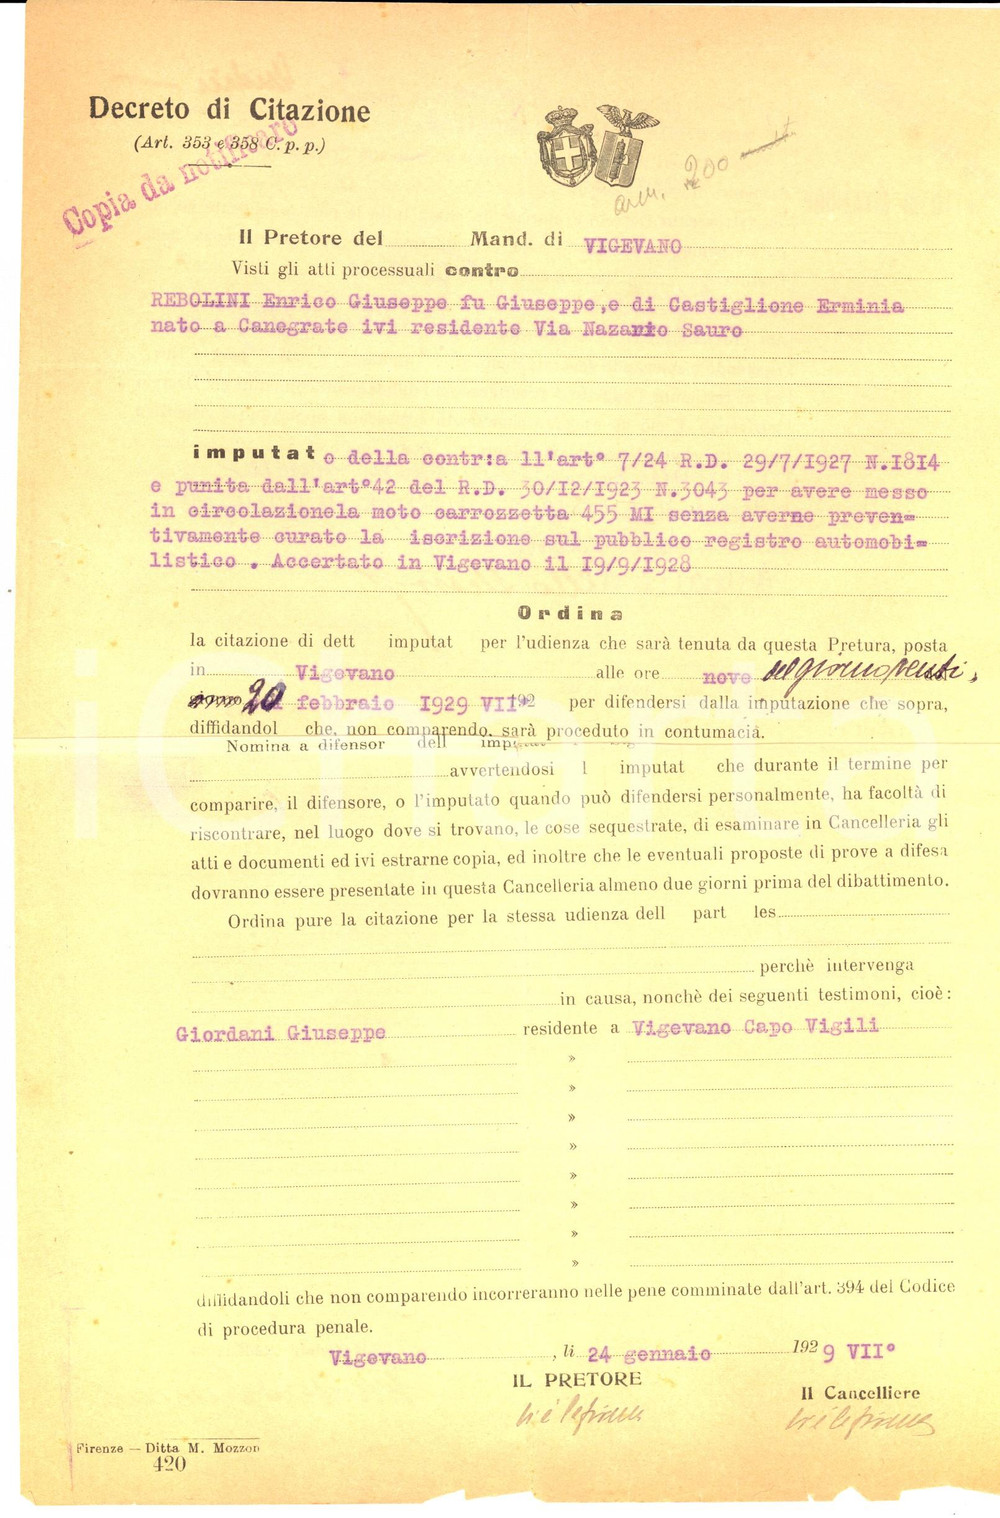 Decreto di Citazione
(Art. 353 e 358 C. p. p.)
Copia da notificare
200
Il Pretore del Mand. di VIGEVANO
Visti gli atti processuali contro
REBOLINI Enrico Giuseppe fu Giuseppe,e di Castiglione Erminia
nato a Canegrate ivi residente Via Nazario Sauro
imputato della contr:a ll'art° 7/24 R.D. 29/7/1927 N.1814
e punita dall'art°42 del R.D. 30/12/1923 N.3043 per avere messo
in circolazionela moto carrozzetta 455 MI senza averne preven=
tivamente curato la iscrizione sul pubblico registro automobi=
listico . Accertato in Vigevano il 19/9/1928
Ordina
la citazione di dett imputat per l'udienza che sarà tenuta da questa Pretura, posta
in Vigevano alle ore nove del giorno venti
20 febbraio 1929 VII° 192 per difendersi dalla imputazione che sopra,
diffidandol che, non comparendo, sarà proceduto in contumacia.
Nomina a difensor dell imputat
avvertendosi l imputat che durante il termine per
comparire, il difensore, o l'imputato quando può difendersi personalmente, ha facoltà di
riscontrare, nel luogo dove si trovano, le cose sequestrate, di esaminare in Cancelleria gli
atti e documenti ed ivi estrarne copia, ed inoltre che le eventuali proposte di prove a difesa
dovranno essere presentate in questa Cancelleria almeno due giorni prima del dibattimento.
Ordina pure la citazione per la stessa udienza dell part les
perchè intervenga
in causa, nonchè dei seguenti testimoni, cioè:
Giordani Giuseppe residente a Vigevano Capo Vigili
»
»
»
»
»
»
»
»
diffidandoli che non comparendo incorreranno nelle pene comminate dall'art. 394 del Codice
di procedura penale.
Vigevano, li 24 gennaio 1929 VII°
IL PRETORE
Il Cancelliere
Firenze — Ditta M. Mozzon
420